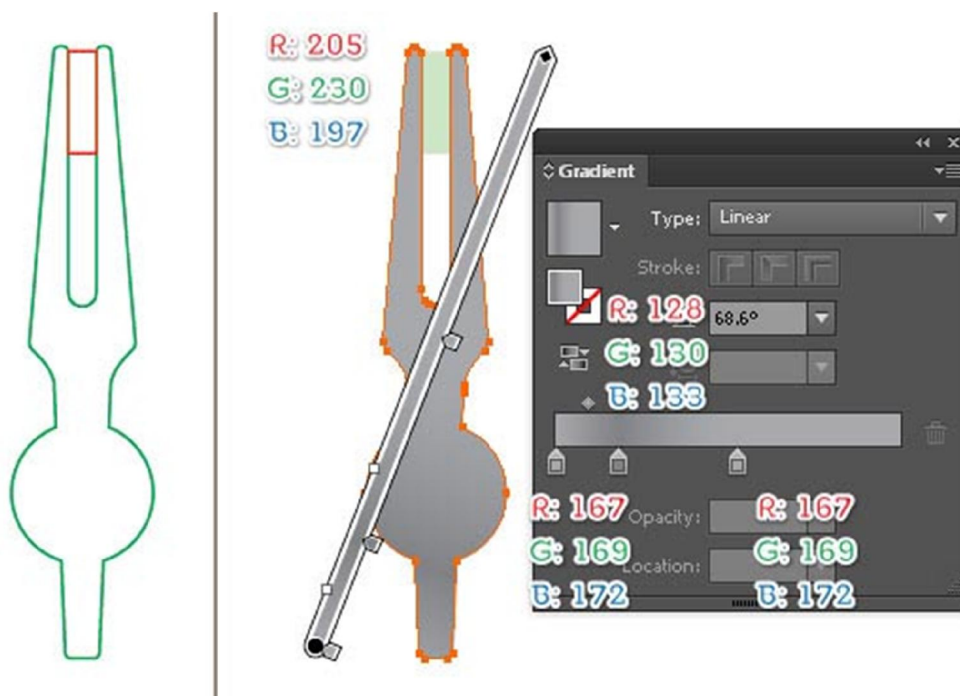 R: 205
G: 230
B: 197
Gradient
Type: Linear
Stroke:
R: 128
68.6°
G: 130
B: 133
R: 167
G: 169
B: 172
Opacity:
Location:
R: 167
G: 169
B: 172